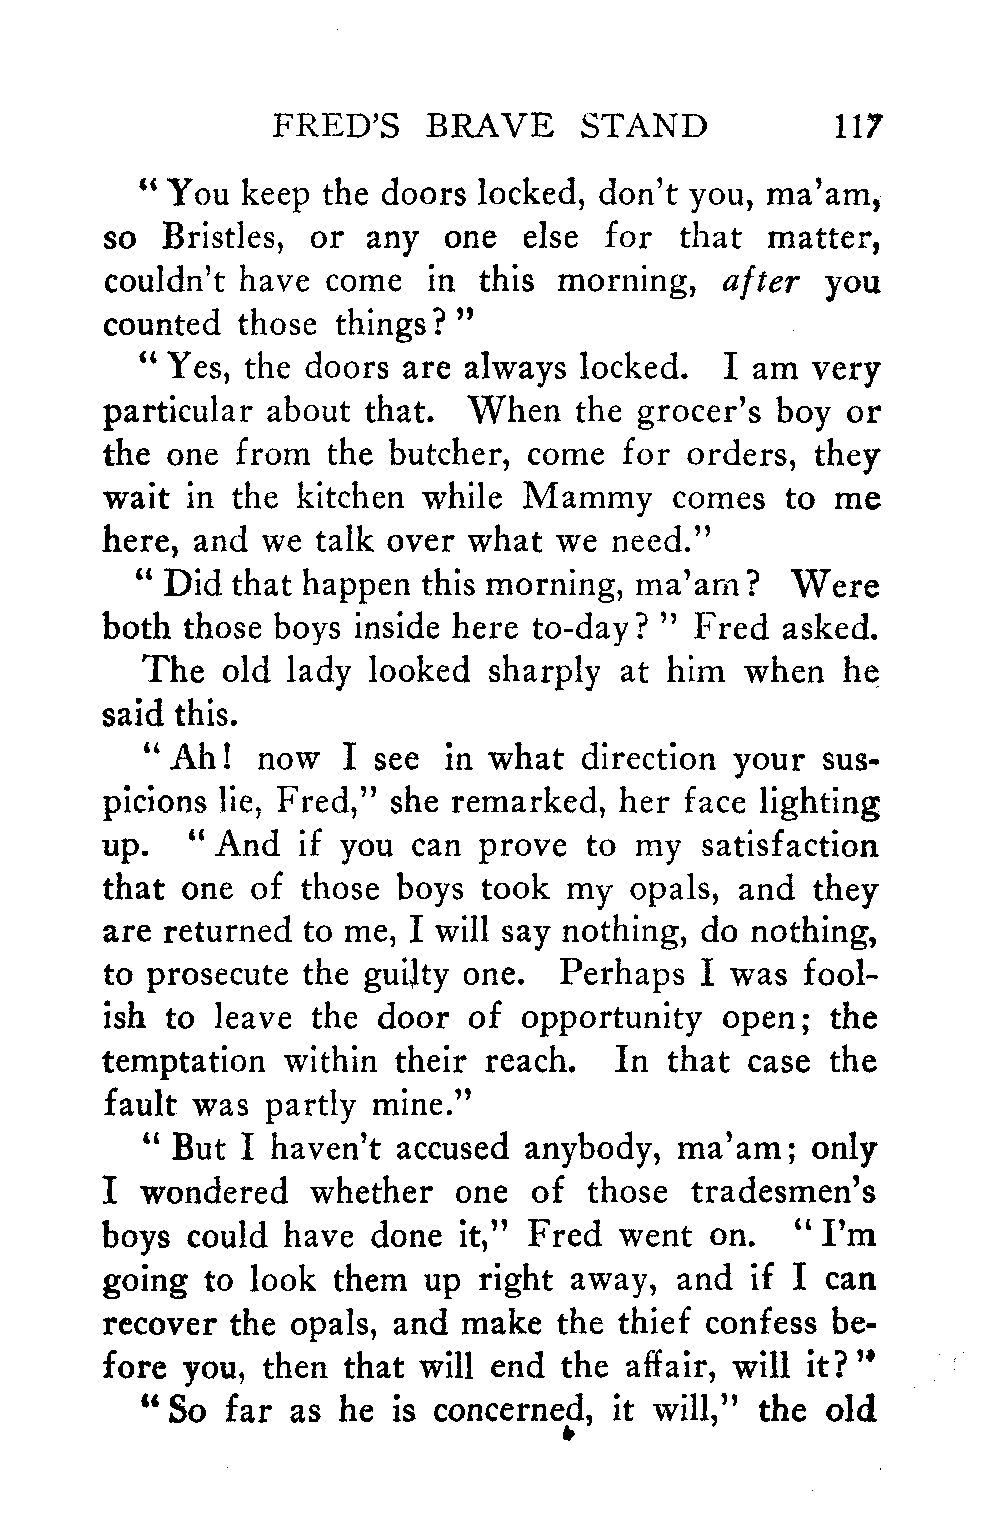 FRED'S BRAVE STAND 117
“ You keep the doors locked, don't you, ma'am,
so Bristles, or any one else for that matter,
couldn't have come in this morning, after you
counted those things? ”
“ Yes, the doors are always locked. I am very
particular about that. When the grocer's boy or
the one from the butcher, come for orders, they
wait in the kitchen while Mammy comes to me
here, and we talk over what we need.”
“ Did that happen this morning, ma'am? Were
both those boys inside here to-day? ” Fred asked.
The old lady looked sharply at him when he
said this.
“ Ah! now I see in what direction your sus-
picions lie, Fred,” she remarked, her face lighting
up. “ And if you can prove to my satisfaction
that one of those boys took my opals, and they
are returned to me, I will say nothing, do nothing,
to prosecute the guilty one. Perhaps I was fool-
ish to leave the door of opportunity open; the
temptation within their reach. In that case the
fault was partly mine.”
“ But I haven't accused anybody, ma'am; only
I wondered whether one of those tradesmen's
boys could have done it,” Fred went on. “ I'm
going to look them up right away, and if I can
recover the opals, and make the thief confess be-
fore you, then that will end the affair, will it? ”
“ So far as he is concerned, it will,” the old